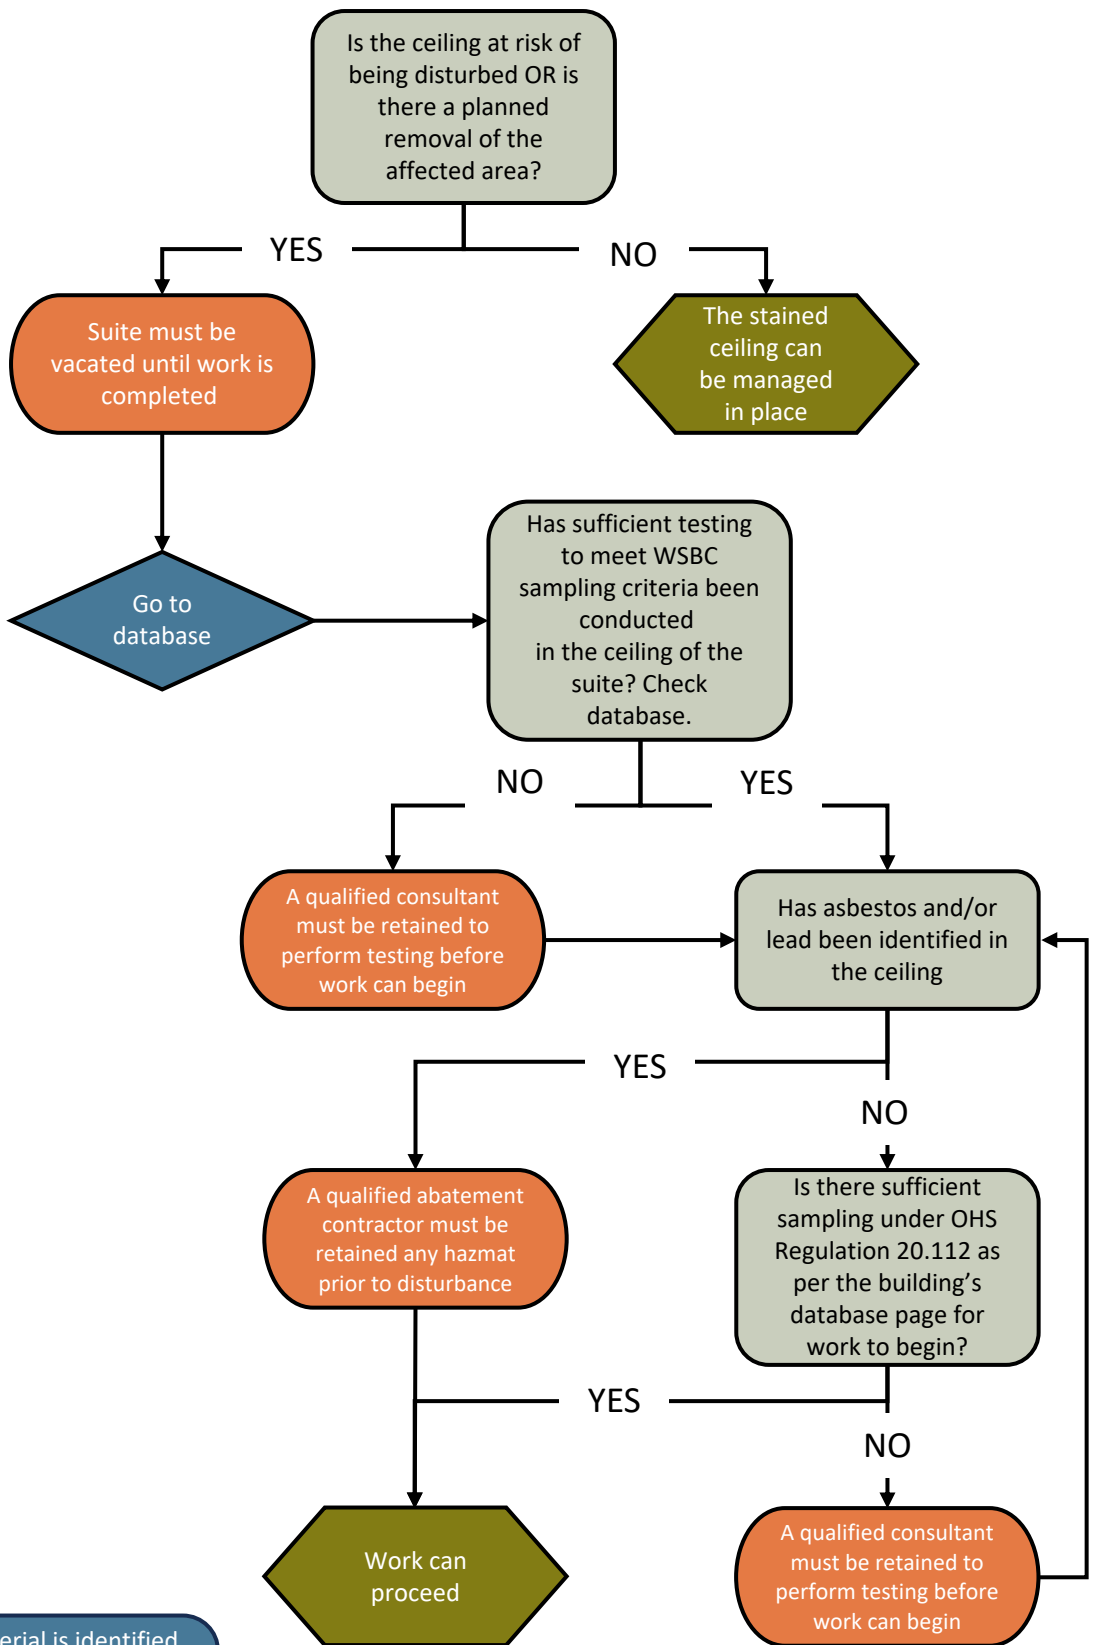 Is the ceiling at risk of
being disturbed OR is
there a planned
removal of the
affected area?
YES
NO
Suite must be
vacated until work is
completed
The stained
ceiling can
be managed
in place
Go to
database
Has sufficient testing
to meet WSBC
sampling criteria been
conducted
in the ceiling of the
suite? Check
database.
NO
YES
A qualified consultant
must be retained to
perform testing before
work can begin
Has asbestos and/or
lead been identified in
the ceiling
YES
NO
A qualified abatement
contractor must be
retained any hazmat
prior to disturbance
Is there sufficient
sampling under OHS
Regulation 20.112 as
per the building’s
database page for
work to begin?
YES
NO
Work can
proceed
A qualified consultant
must be retained to
perform testing before
work can begin
is identified